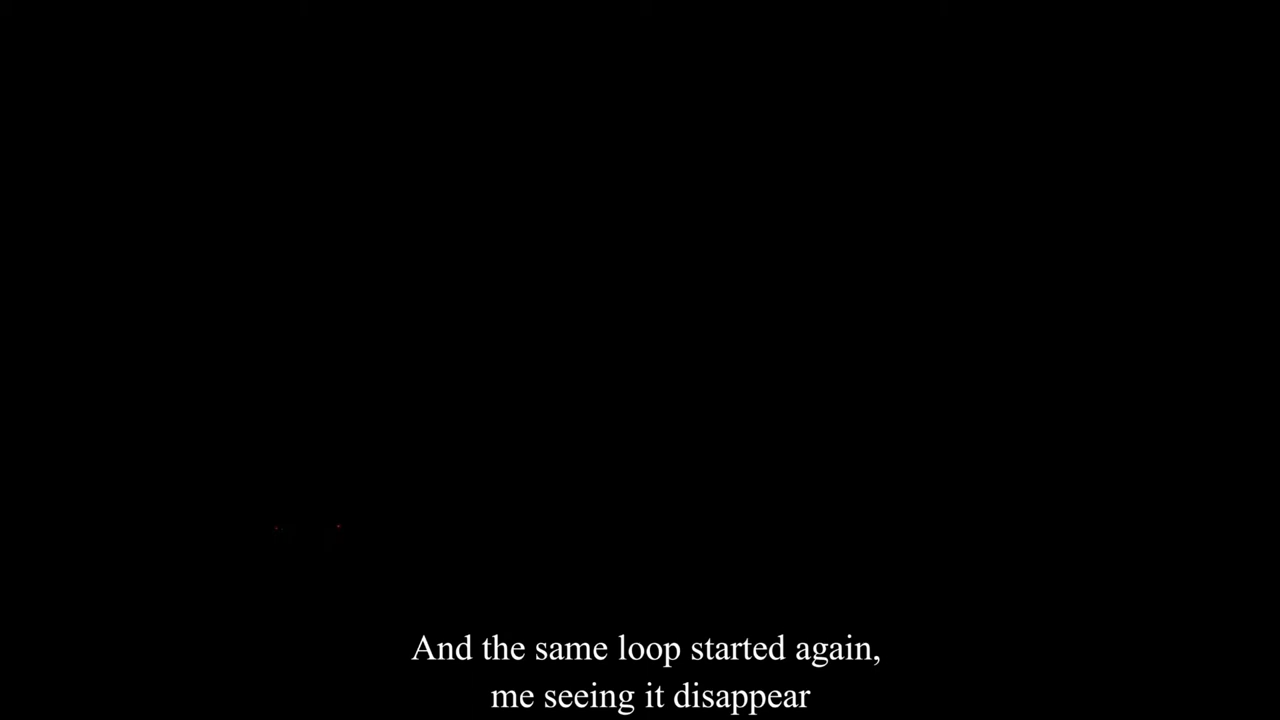 And the same loop started again,
me seeing it disappear